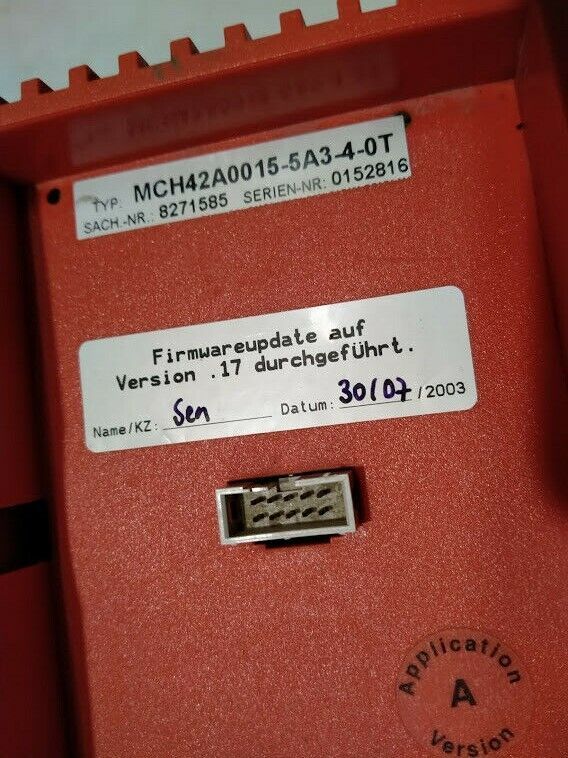 TYP: MCH42A0015-5A3-4-0T
SACH.-NR.: 8271585 SERIEN-NR: 0152816
Firmwareupdate auf
Version .17 durchgefÜhrt.
Name/KZ: Sen Datum: 30/07/2003
Application
A
Version